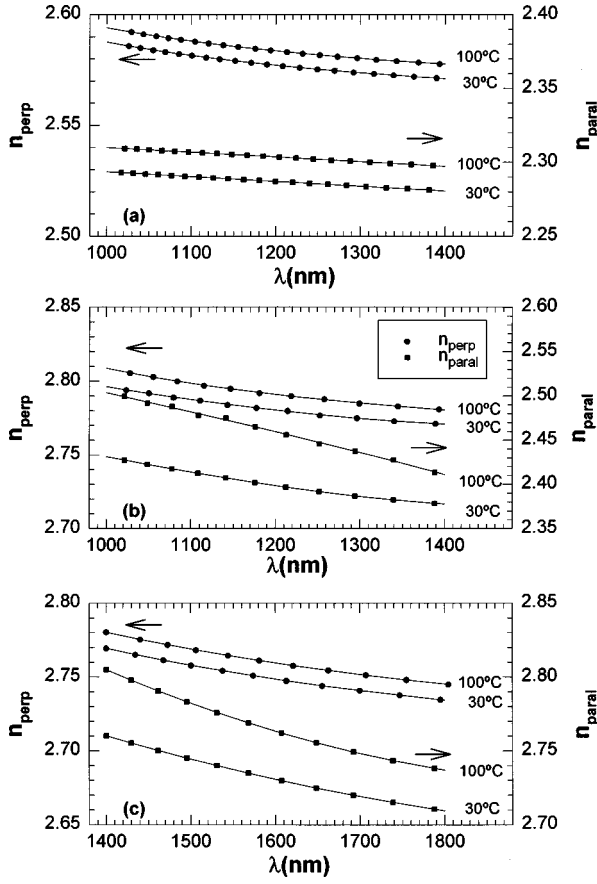 2.60 2.40
100ºC
30ºC
2.55 2.35
n_perp n_paral
2.30
100ºC
30ºC
(a)
2.50 2.25
1000 1100 1200 1300 1400
λ(nm)
2.85 2.60
n_perp
n_paral
2.55
2.80 2.50
100ºC
30ºC
n_perp n_paral
2.45
2.75
100ºC
2.40
(b)
30ºC
2.70 2.35
1000 1100 1200 1300 1400
λ(nm)
2.80 2.85
2.75 2.80
100ºC
30ºC
n_perp n_paral
2.70 2.75
100ºC
30ºC
(c)
2.65 2.70
1400 1500 1600 1700 1800
λ(nm)